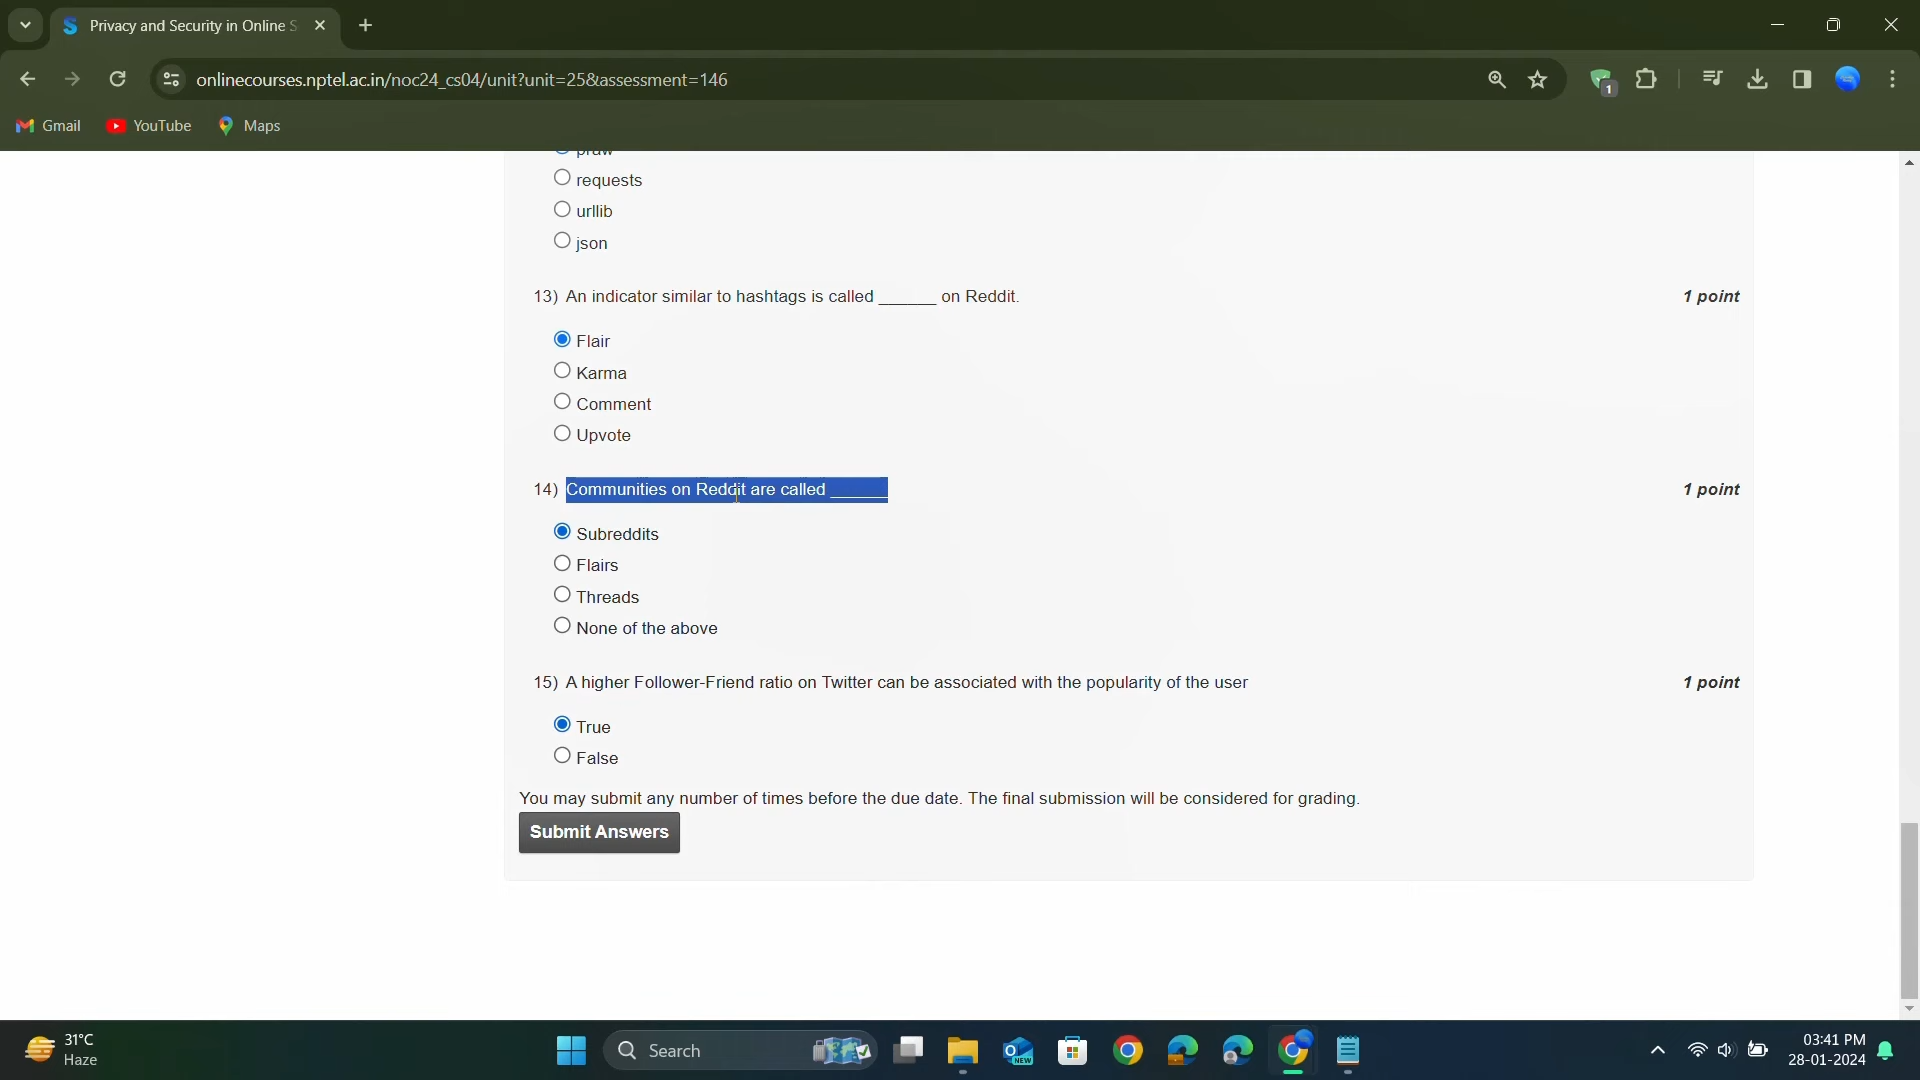 Privacy and Security in Online S
onlinecourses.nptel.ac.in/noc24_cs04/unit?unit=25&assessment=146
1
Gmail
YouTube
Maps
praw
requests
urllib
json
13) An indicator similar to hashtags is called ______ on Reddit.
1 point
Flair
Karma
Comment
Upvote
14) Communities on Reddit are called ______
1 point
Subreddits
Flairs
Threads
None of the above
15) A higher Follower-Friend ratio on Twitter can be associated with the popularity of the user
1 point
True
False
You may submit any number of times before the due date. The final submission will be considered for grading.
Submit Answers
31°C
Haze
Search
NEW
03:41 PM
28-01-2024